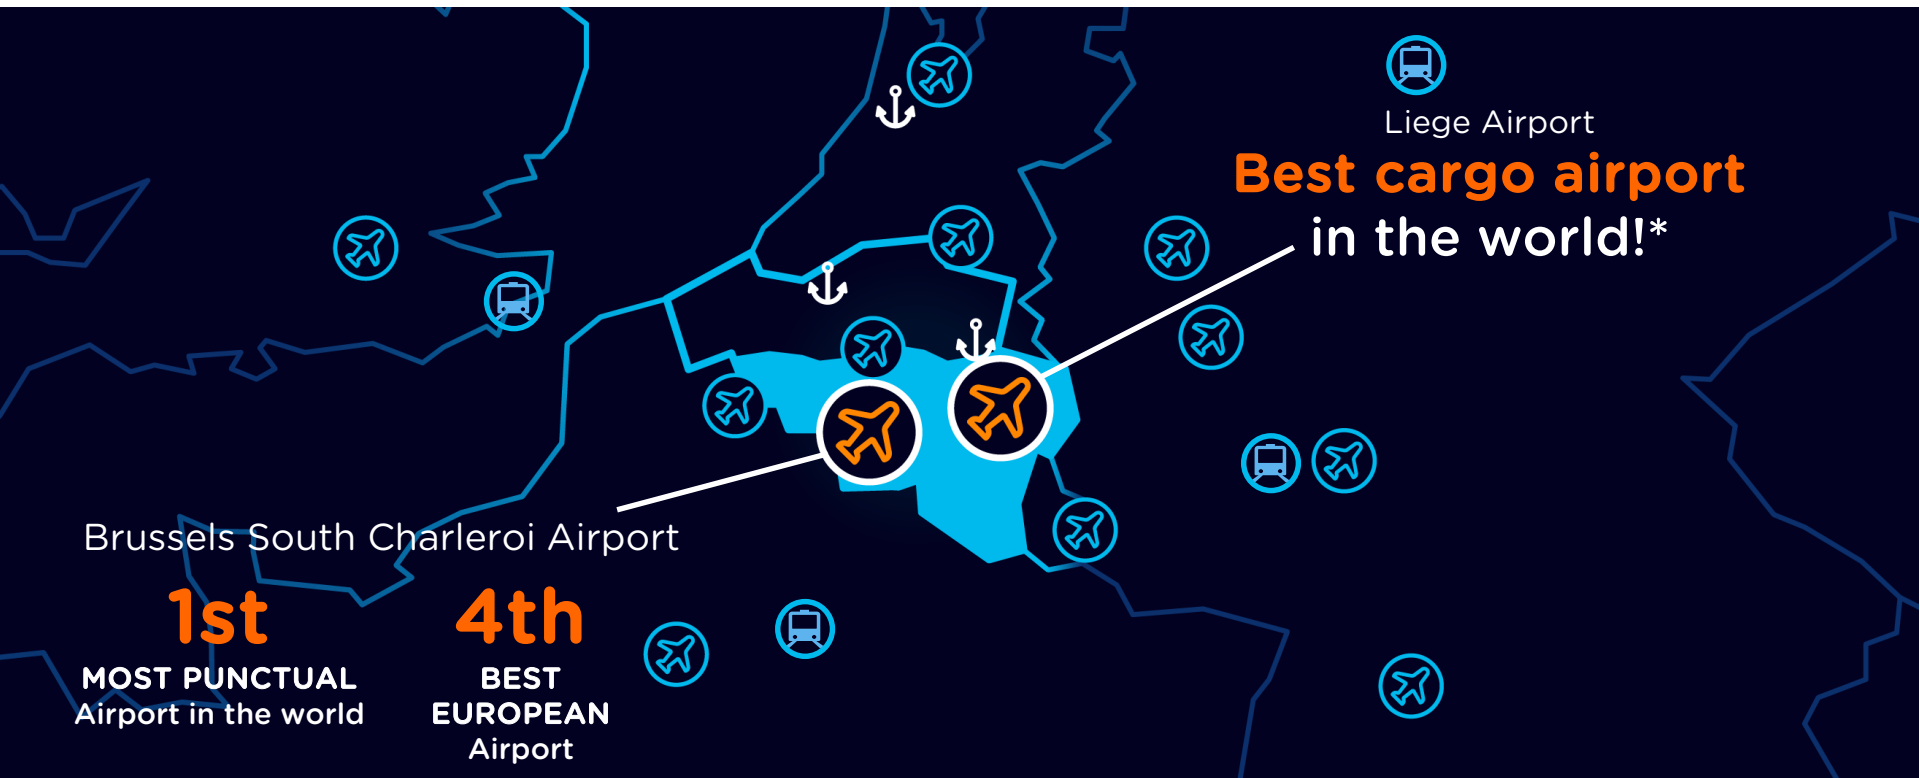 Liege Airport
Best cargo airport
in the world!*
Brussels South Charleroi Airport
1st
MOST PUNCTUAL
Airport in the world
4th
BEST
EUROPEAN
Airport